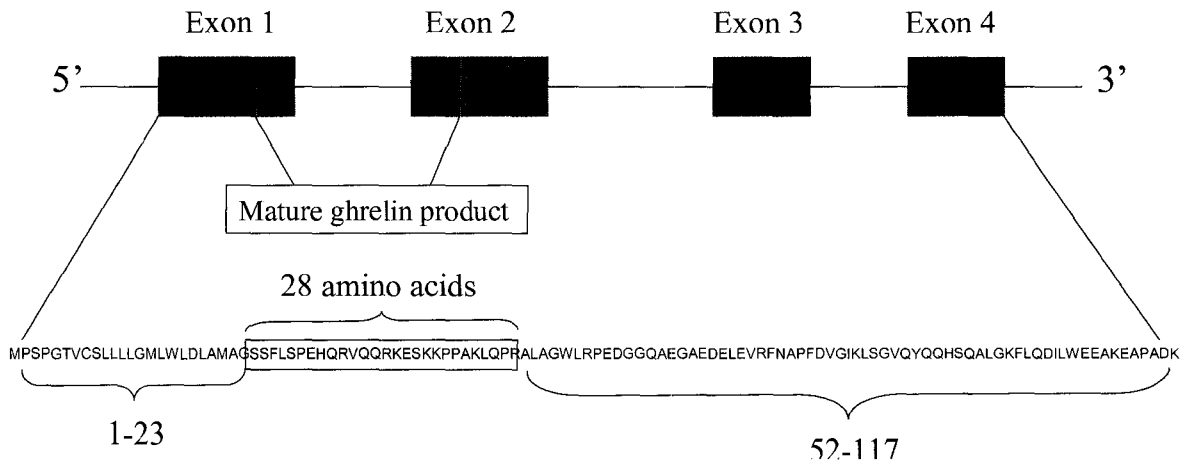 Exon 1 Exon 2 Exon 3 Exon 4
5’ 3’
Mature ghrelin product
28 amino acids
MPSPGTVCSLLLLGMLWLDLAMAGSSFLSPEHQRVQQRKESKKPPAKLQPRALAGWLRPEDGGQAEGAEDELEVRFNAPFDVGIKLSGVQYQQHSQALGKFLQDILWEEAKEAPADK
1-23
52-117